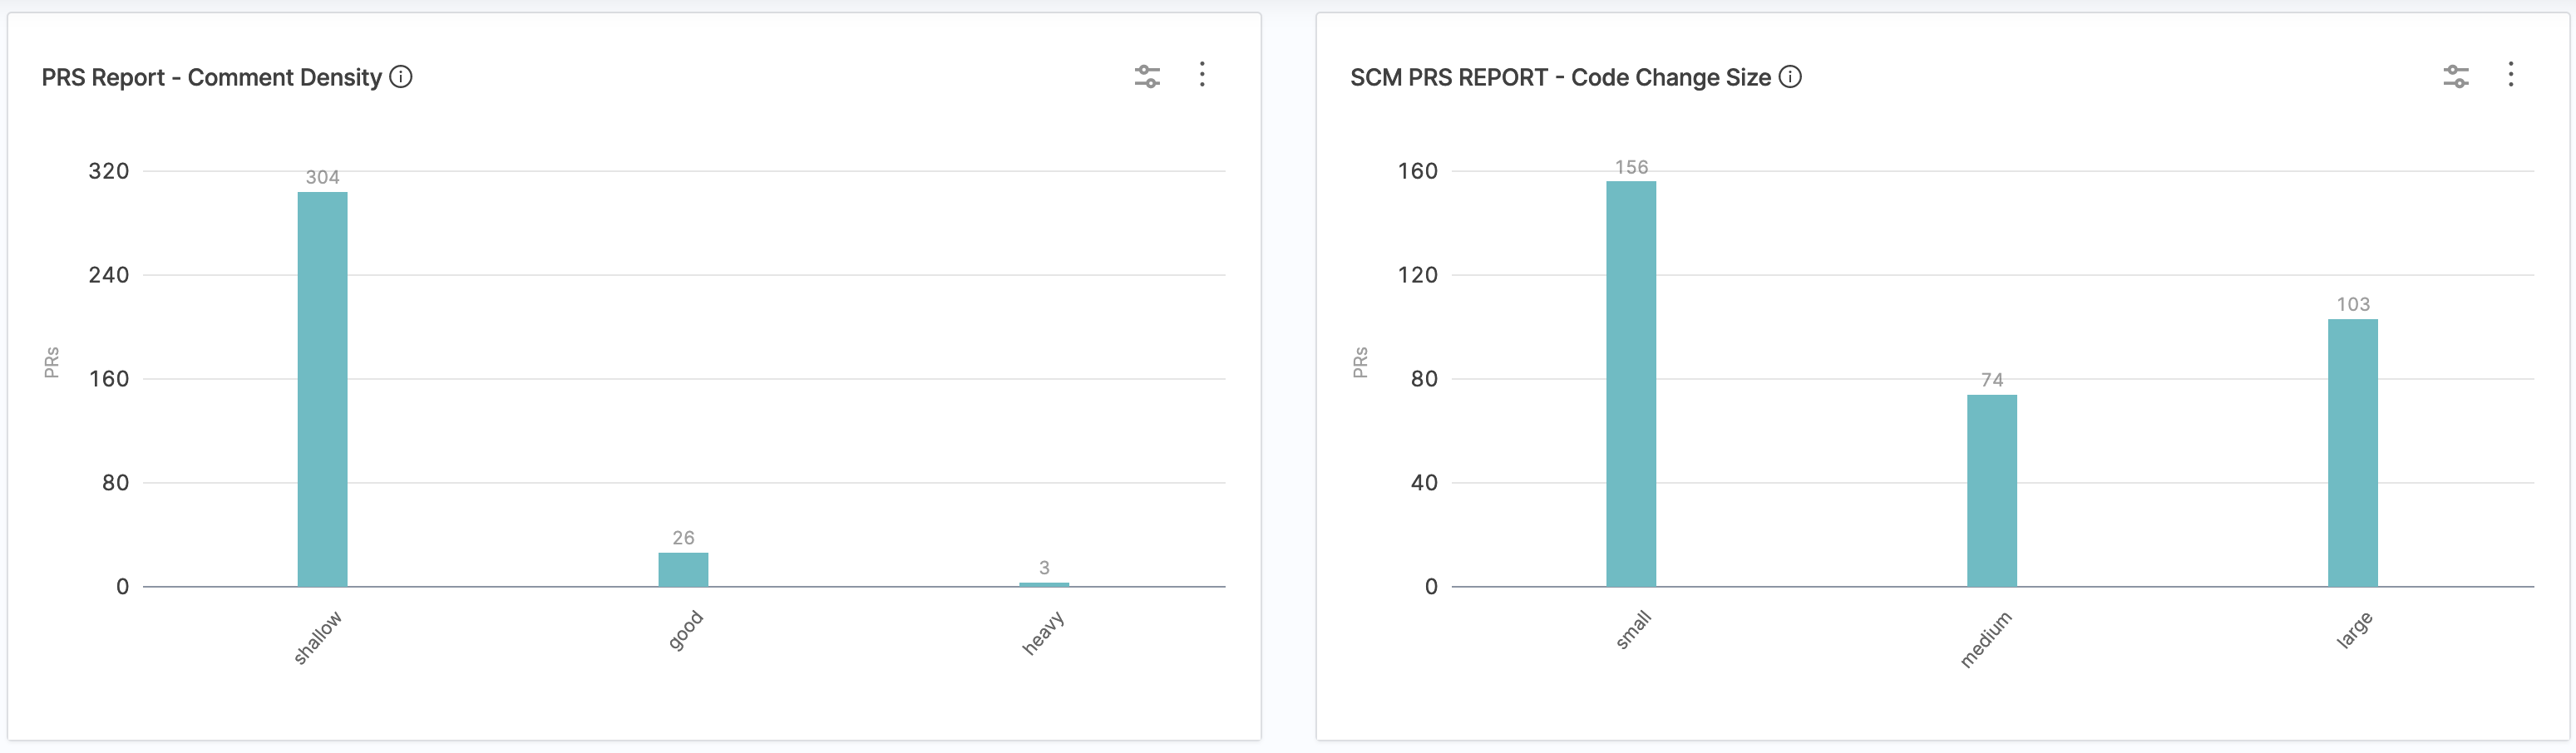 PRS Report - Comment Density
320
240
160
80
0
PRs
304
26
3
shallow
good
heavy
SCM PRS REPORT - Code Change Size
160
120
80
40
0
PRs
156
74
103
small
medium
large